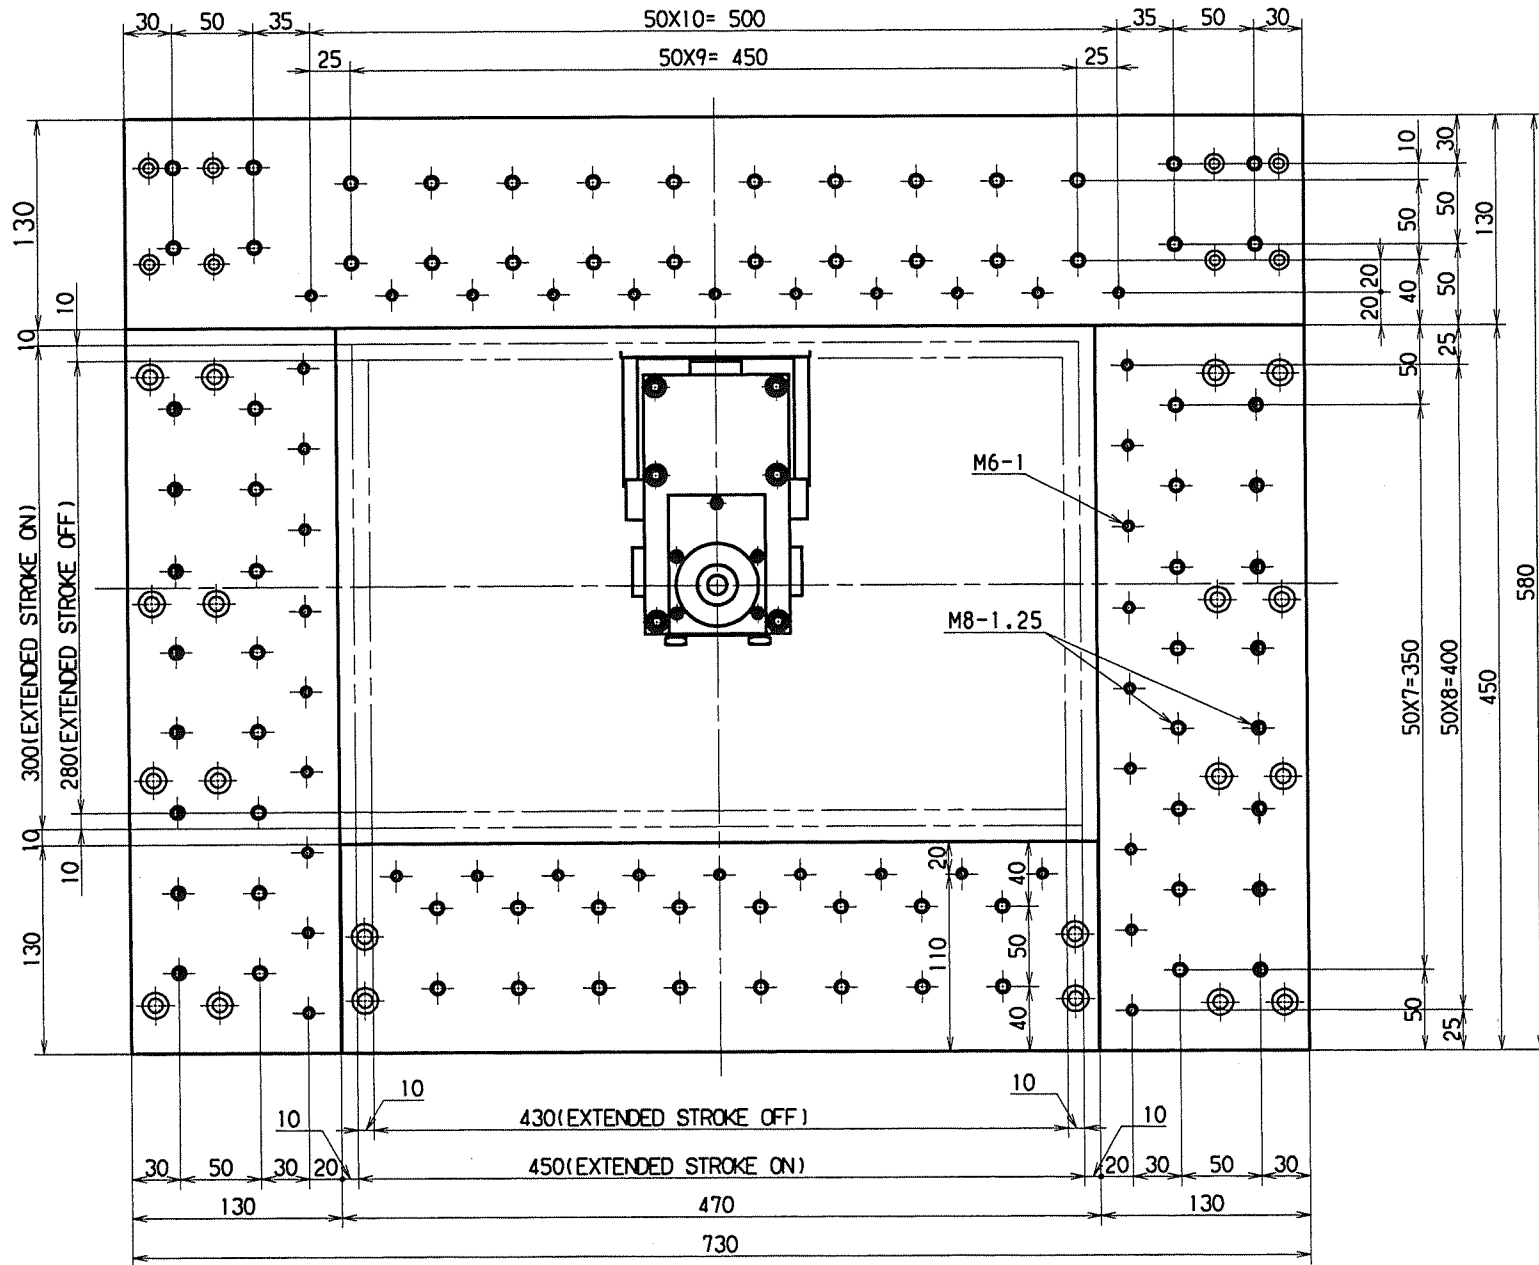 30 50 35 50X10= 500 35 50 30
25 50X9= 450 25
130
10
10
300(EXTENDED STROKE ON)
280(EXTENDED STROKE OFF)
10
10
130
10 30
50 50 130
20 40 50
20
50 25
580
M6-1
M8-1.25
50X7=350
50X8=400
450
20 40
110 50
40
50 25
10 10
10 430(EXTENDED STROKE OFF) 10
30 50 30 20 450(EXTENDED STROKE ON) 20 30 50 30
130 470 130
730